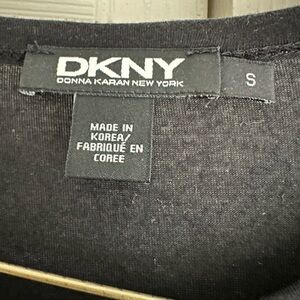 DKNY
DONNA KARAN NEW YORK
S
MADE IN
KOREA/
FABRIQUÉ EN
COREE